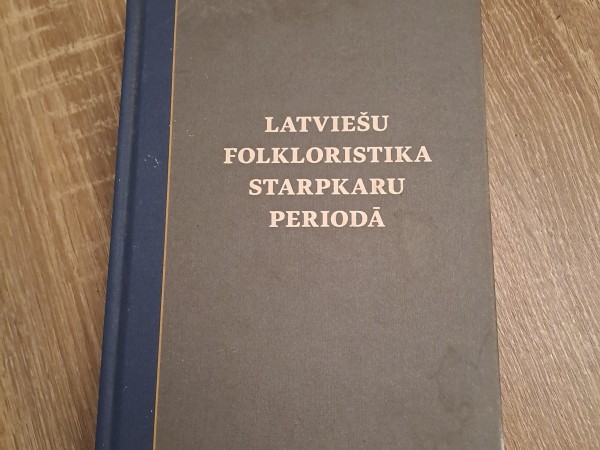 LATVIEŠU
FOLKLORISTIKA
STARPKARU
PERIODĀ